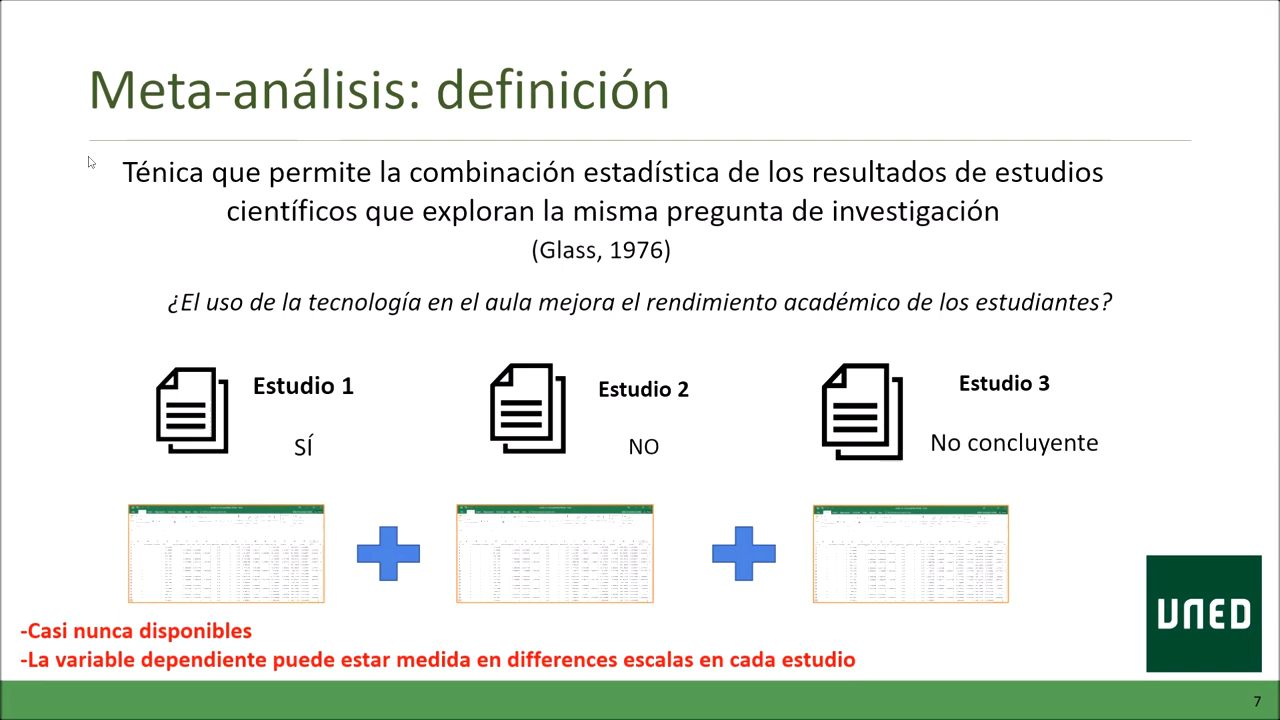 Meta-análisis: definición
Ténica que permite la combinación estadística de los resultados de estudios
científicos que exploran la misma pregunta de investigación
(Glass, 1976)
¿El uso de la tecnología en el aula mejora el rendimiento académico de los estudiantes?
Estudio 1
SÍ
Estudio 2
NO
Estudio 3
No concluyente
-Casi nunca disponibles
-La variable dependiente puede estar medida en differences escalas en cada estudio
UNED
7